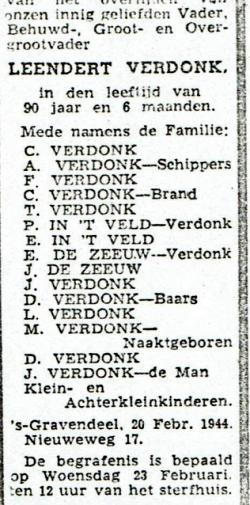 van het overlijden van
onzen innig geliefden Vader,
Behuwd-, Groot- en Over-
grootvader
LEENDERT VERDONK,
in den leeftijd van
90 jaar en 6 maanden.
Mede namens de Familie:
C. VERDONK
A. VERDONK—Schippers
F. VERDONK
C. VERDONK—Brand
T. VERDONK
P. IN 'T VELD—Verdonk
E. IN 'T VELD
E. DE ZEEUW—Verdonk
J. DE ZEEUW
J. VERDONK
D. VERDONK—Baars
L. VERDONK
M. VERDONK—
Naaktgeboren
D. VERDONK
J. VERDONK—de Man
Klein- en
Achterkleinkinderen.
's-Gravendeel, 20 Febr. 1944.
Nieuweweg 17.
De begrafenis is bepaald
op Woensdag 23 Februari
ten 12 uur van het sterfhuis.